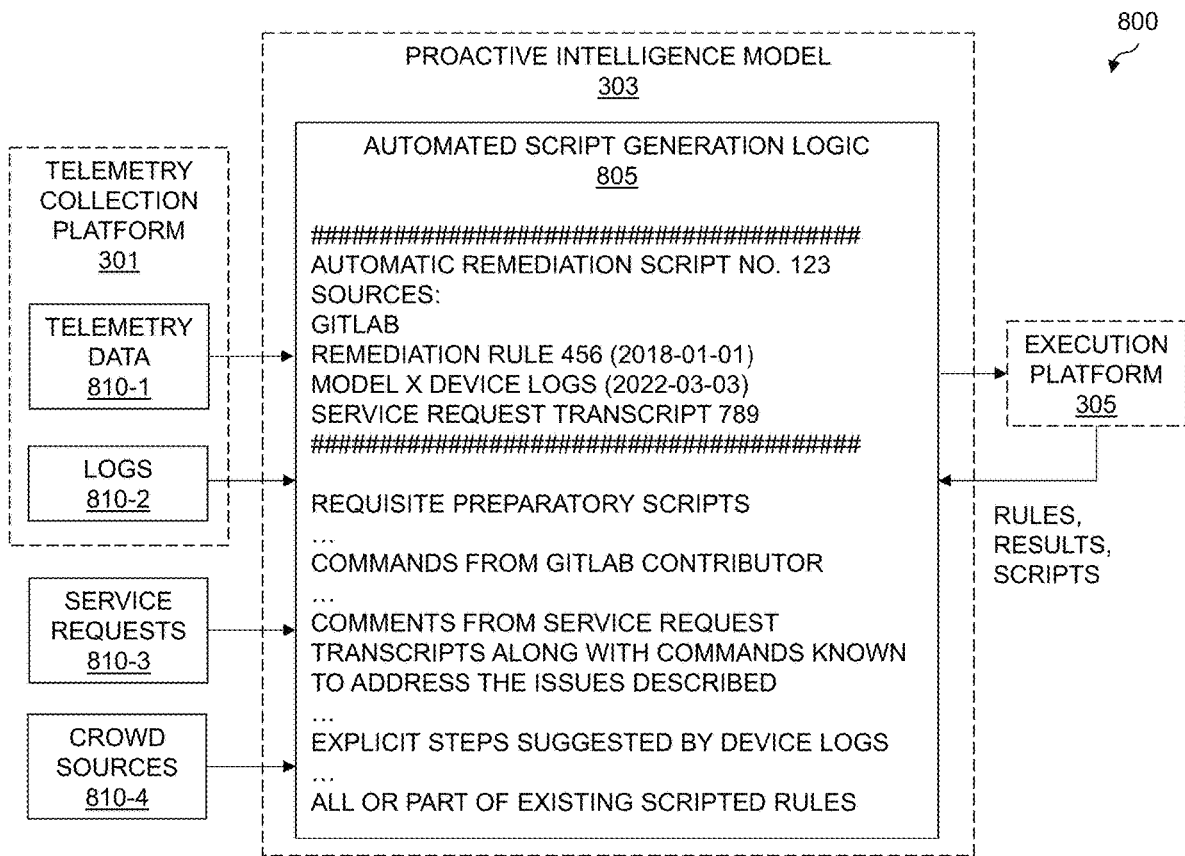 800
PROACTIVE INTELLIGENCE MODEL
303
TELEMETRY
COLLECTION
PLATFORM
301
TELEMETRY
DATA
810-1
LOGS
810-2
SERVICE
REQUESTS
810-3
CROWD
SOURCES
810-4
AUTOMATED SCRIPT GENERATION LOGIC
805
########################################
AUTOMATIC REMEDIATION SCRIPT NO. 123
SOURCES:
GITLAB
REMEDIATION RULE 456 (2018-01-01)
MODEL X DEVICE LOGS (2022-03-03)
SERVICE REQUEST TRANSCRIPT 789
########################################
REQUISITE PREPARATORY SCRIPTS
...
COMMANDS FROM GITLAB CONTRIBUTOR
...
COMMENTS FROM SERVICE REQUEST
TRANSCRIPTS ALONG WITH COMMANDS KNOWN
TO ADDRESS THE ISSUES DESCRIBED
...
EXPLICIT STEPS SUGGESTED BY DEVICE LOGS
...
ALL OR PART OF EXISTING SCRIPTED RULES
EXECUTION
PLATFORM
305
RULES,
RESULTS,
SCRIPTS